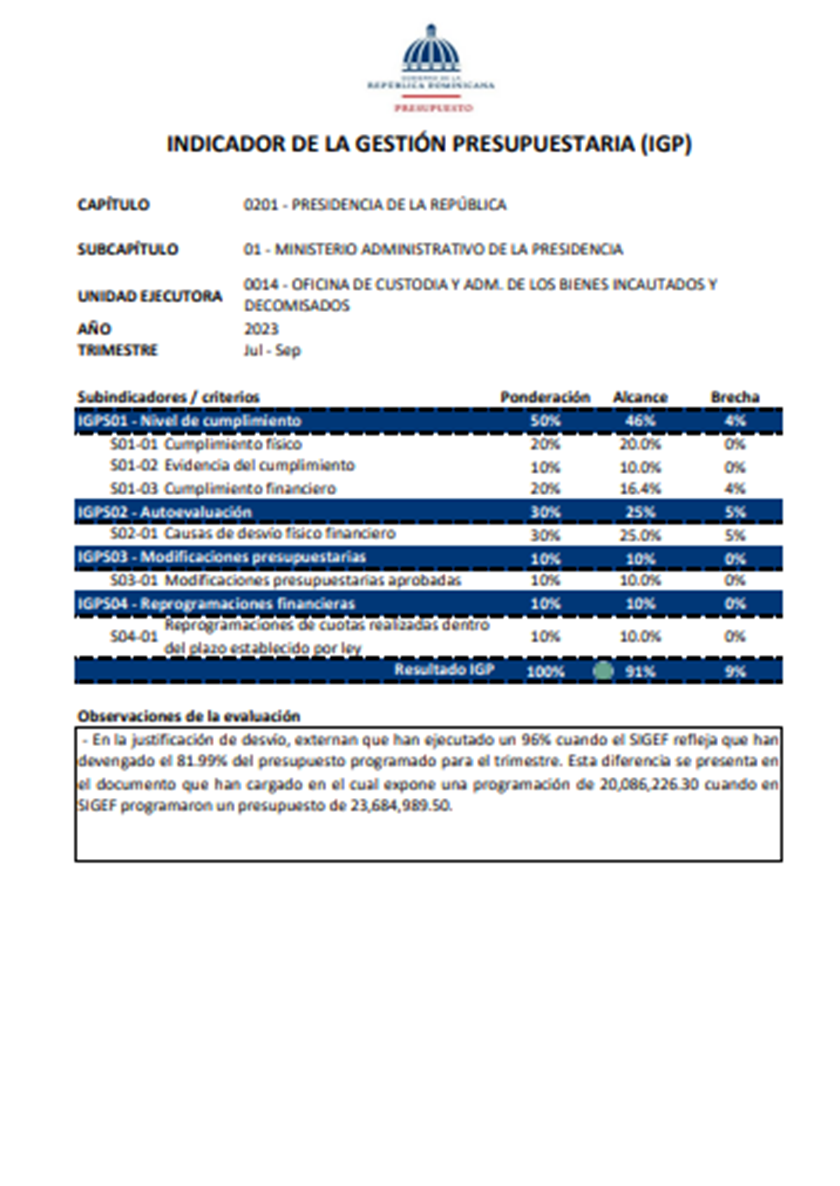 GOBIERNO DE LA
REPÚBLICA DOMINICANA
PRESUPUESTO
INDICADOR DE LA GESTIÓN PRESUPUESTARIA (IGP)
CAPÍTULO 0201 - PRESIDENCIA DE LA REPÚBLICA
SUBCAPÍTULO 01 - MINISTERIO ADMINISTRATIVO DE LA PRESIDENCIA
UNIDAD EJECUTORA 0014 - OFICINA DE CUSTODIA Y ADM. DE LOS BIENES INCAUTADOS Y
DECOMISADOS
AÑO 2023
TRIMESTRE Jul - Sep
Subindicadores / criterios Ponderación Alcance Brecha
IGPS01 - Nivel de cumplimiento 50% 46% 4%
S01-01 Cumplimiento físico 20% 20.0% 0%
S01-02 Evidencia del cumplimiento 10% 10.0% 0%
S01-03 Cumplimiento financiero 20% 16.4% 4%
IGPS02 - Autoevaluación 30% 25% 5%
S02-01 Causas de desvío físico financiero 30% 25.0% 5%
IGPS03 - Modificaciones presupuestarias 10% 10% 0%
S03-01 Modificaciones presupuestarias aprobadas 10% 10.0% 0%
IGPS04 - Reprogramaciones financieras 10% 10% 0%
S04-01 Reprogramaciones de cuotas realizadas dentro
del plazo establecido por ley 10% 10.0% 0%
Resultado IGP 100% 91% 9%
Observaciones de la evaluación
- En la justificación de desvío, externan que han ejecutado un 96% cuando el SIGEF refleja que han
devengado el 81.99% del presupuesto programado para el trimestre. Esta diferencia se presenta en
el documento que han cargado en el cual expone una programación de 20,086,226.30 cuando en
SIGEF programaron un presupuesto de 23,684,989.50.